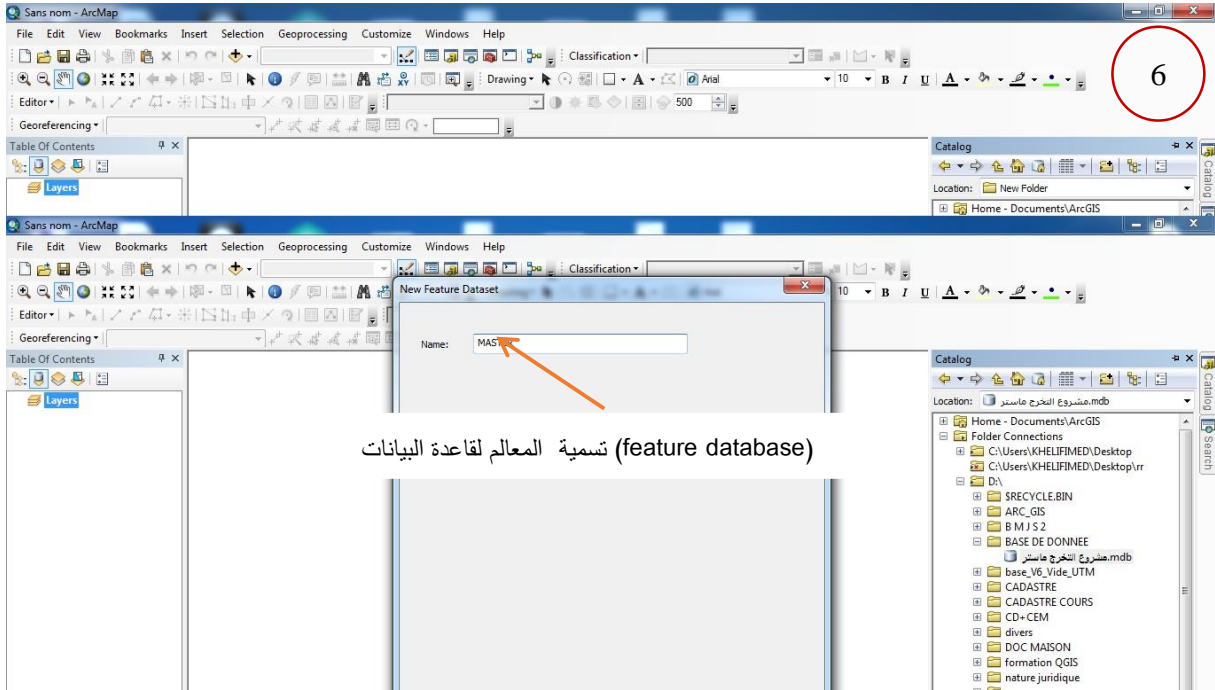 Sans nom - ArcMap
File Edit View Bookmarks Insert Selection Geoprocessing Customize Windows Help
Classification
Drawing A Arial 10 B I U A
Editor 500
Georeferencing
6
Table Of Contents
Layers
Catalog
Location: New Folder
Home - Documents\ArcGIS
Catalog
Sans nom - ArcMap
File Edit View Bookmarks Insert Selection Geoprocessing Customize Windows Help
Classification
New Feature Dataset
10 B I U A
Editor
Georeferencing
Name: MASTER
Table Of Contents
Layers
تسمية المعالم لقاعدة البيانات (feature database)
Catalog
Location: مشروع التخرج ماستر.mdb
Home - Documents\ArcGIS
Folder Connections
C:\Users\KHELIFIMED\Desktop
C:\Users\KHELIFIMED\Desktop\rr
D:\
$RECYCLE.BIN
ARC_GIS
B M J S 2
BASE DE DONNEE
مشروع التخرج ماستر.mdb
base_V6_Vide_UTM
CADASTRE
CADASTRE COURS
CD+CEM
divers
DOC MAISON
formation QGIS
nature juridique
Catalog
Search